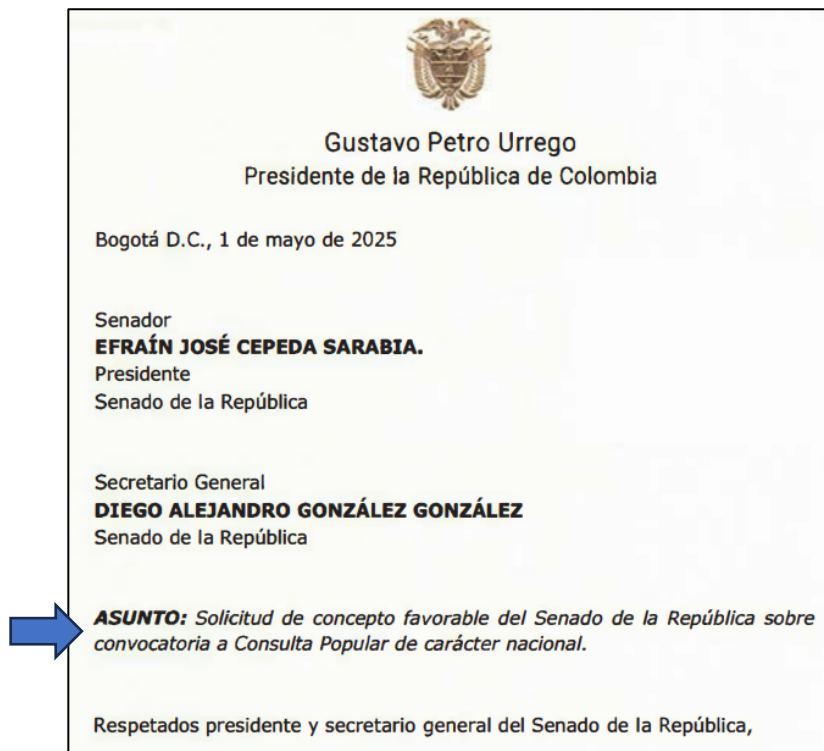 Gustavo Petro Urrego
Presidente de la República de Colombia
Bogotá D.C., 1 de mayo de 2025
Senador
EFRAÍN JOSÉ CEPEDA SARABIA.
Presidente
Senado de la República
Secretario General
DIEGO ALEJANDRO GONZÁLEZ GONZÁLEZ
Senado de la República
ASUNTO: Solicitud de concepto favorable del Senado de la República sobre
convocatoria a Consulta Popular de carácter nacional.
Respetados presidente y secretario general del Senado de la República,